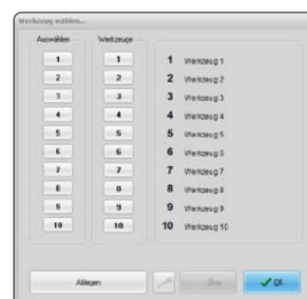 Werkzeug wählen...
Auswählen Werkzeuge
1 1 1 Werkzeug 1
2 2 2 Werkzeug 2
3 3 3 Werkzeug 3
4 4 4 Werkzeug 4
5 5 5 Werkzeug 5
6 6 6 Werkzeug 6
7 7 7 Werkzeug 7
8 8 8 Werkzeug 8
9 9 9 Werkzeug 9
10 10 10 Werkzeug 10
Ablegen OK